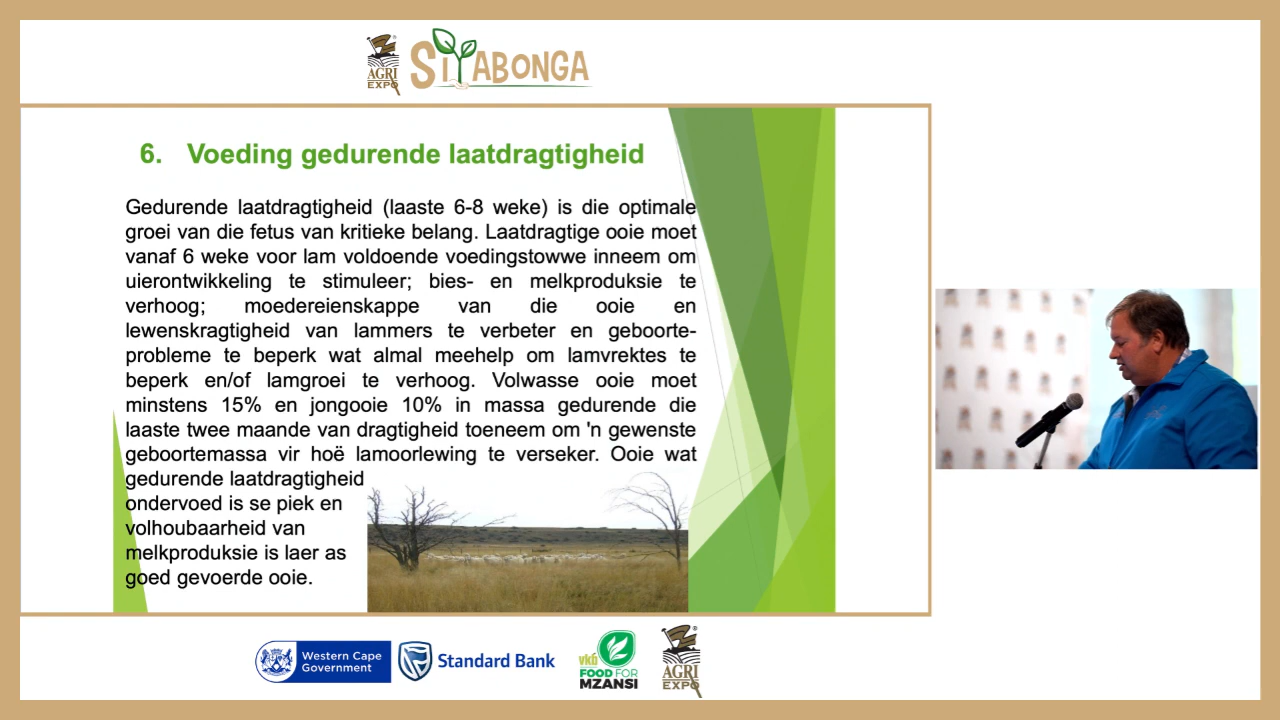 AGRI
EXPO
®
SIYABONGA
6. Voeding gedurende laatdragtigheid
Gedurende laatdragtigheid (laaste 6-8 weke) is die optimale
groei van die fetus van kritieke belang. Laatdragtige ooie moet
vanaf 6 weke voor lam voldoende voedingstowwe inneem om
uierontwikkeling te stimuleer; bies- en melkproduksie te
verhoog; moedereienskappe van die ooie en
lewenskragtigheid van lammers te verbeter en geboorte-
probleme te beperk wat almal meehelp om lamvrektes te
beperk en/of lamgroei te verhoog. Volwasse ooie moet
minstens 15% en jongooie 10% in massa gedurende die
laaste twee maande van dragtigheid toeneem om 'n gewenste
geboortemassa vir hoë lamoorlewing te verseker. Ooie wat
gedurende laatdragtigheid
ondervoed is se piek en
volhoubaarheid van
melkproduksie is laer as
goed gevoerde ooie.
Western Cape
Government
Standard Bank
vkb
FOOD FOR
MZANSI
®
AGRI
EXPO